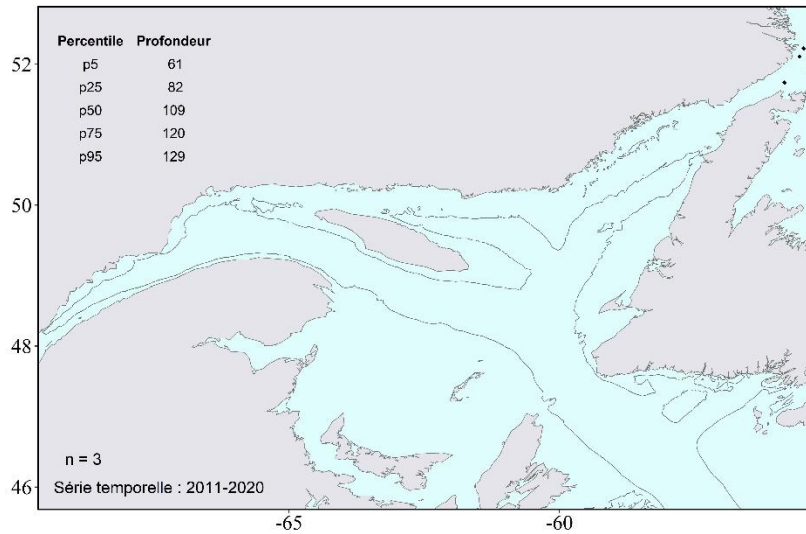 Percentile Profondeur
p5 61
p25 82
p50 109
p75 120
p95 129
52
50
48
46
n = 3
Série temporelle : 2011-2020
-65 -60